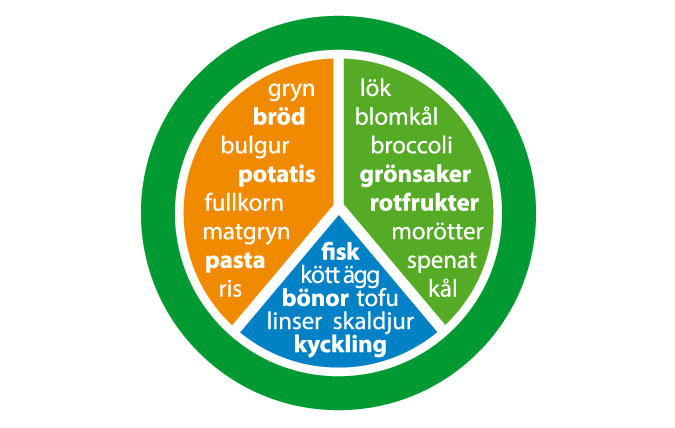 gryn
bröd
bulgur
potatis
fullkorn
matgryn
pasta
ris
lök
blomkål
broccoli
grönsaker
rotfrukter
morötter
spenat
kål
fisk
kött ägg
bönor tofu
linser skaldjur
kyckling